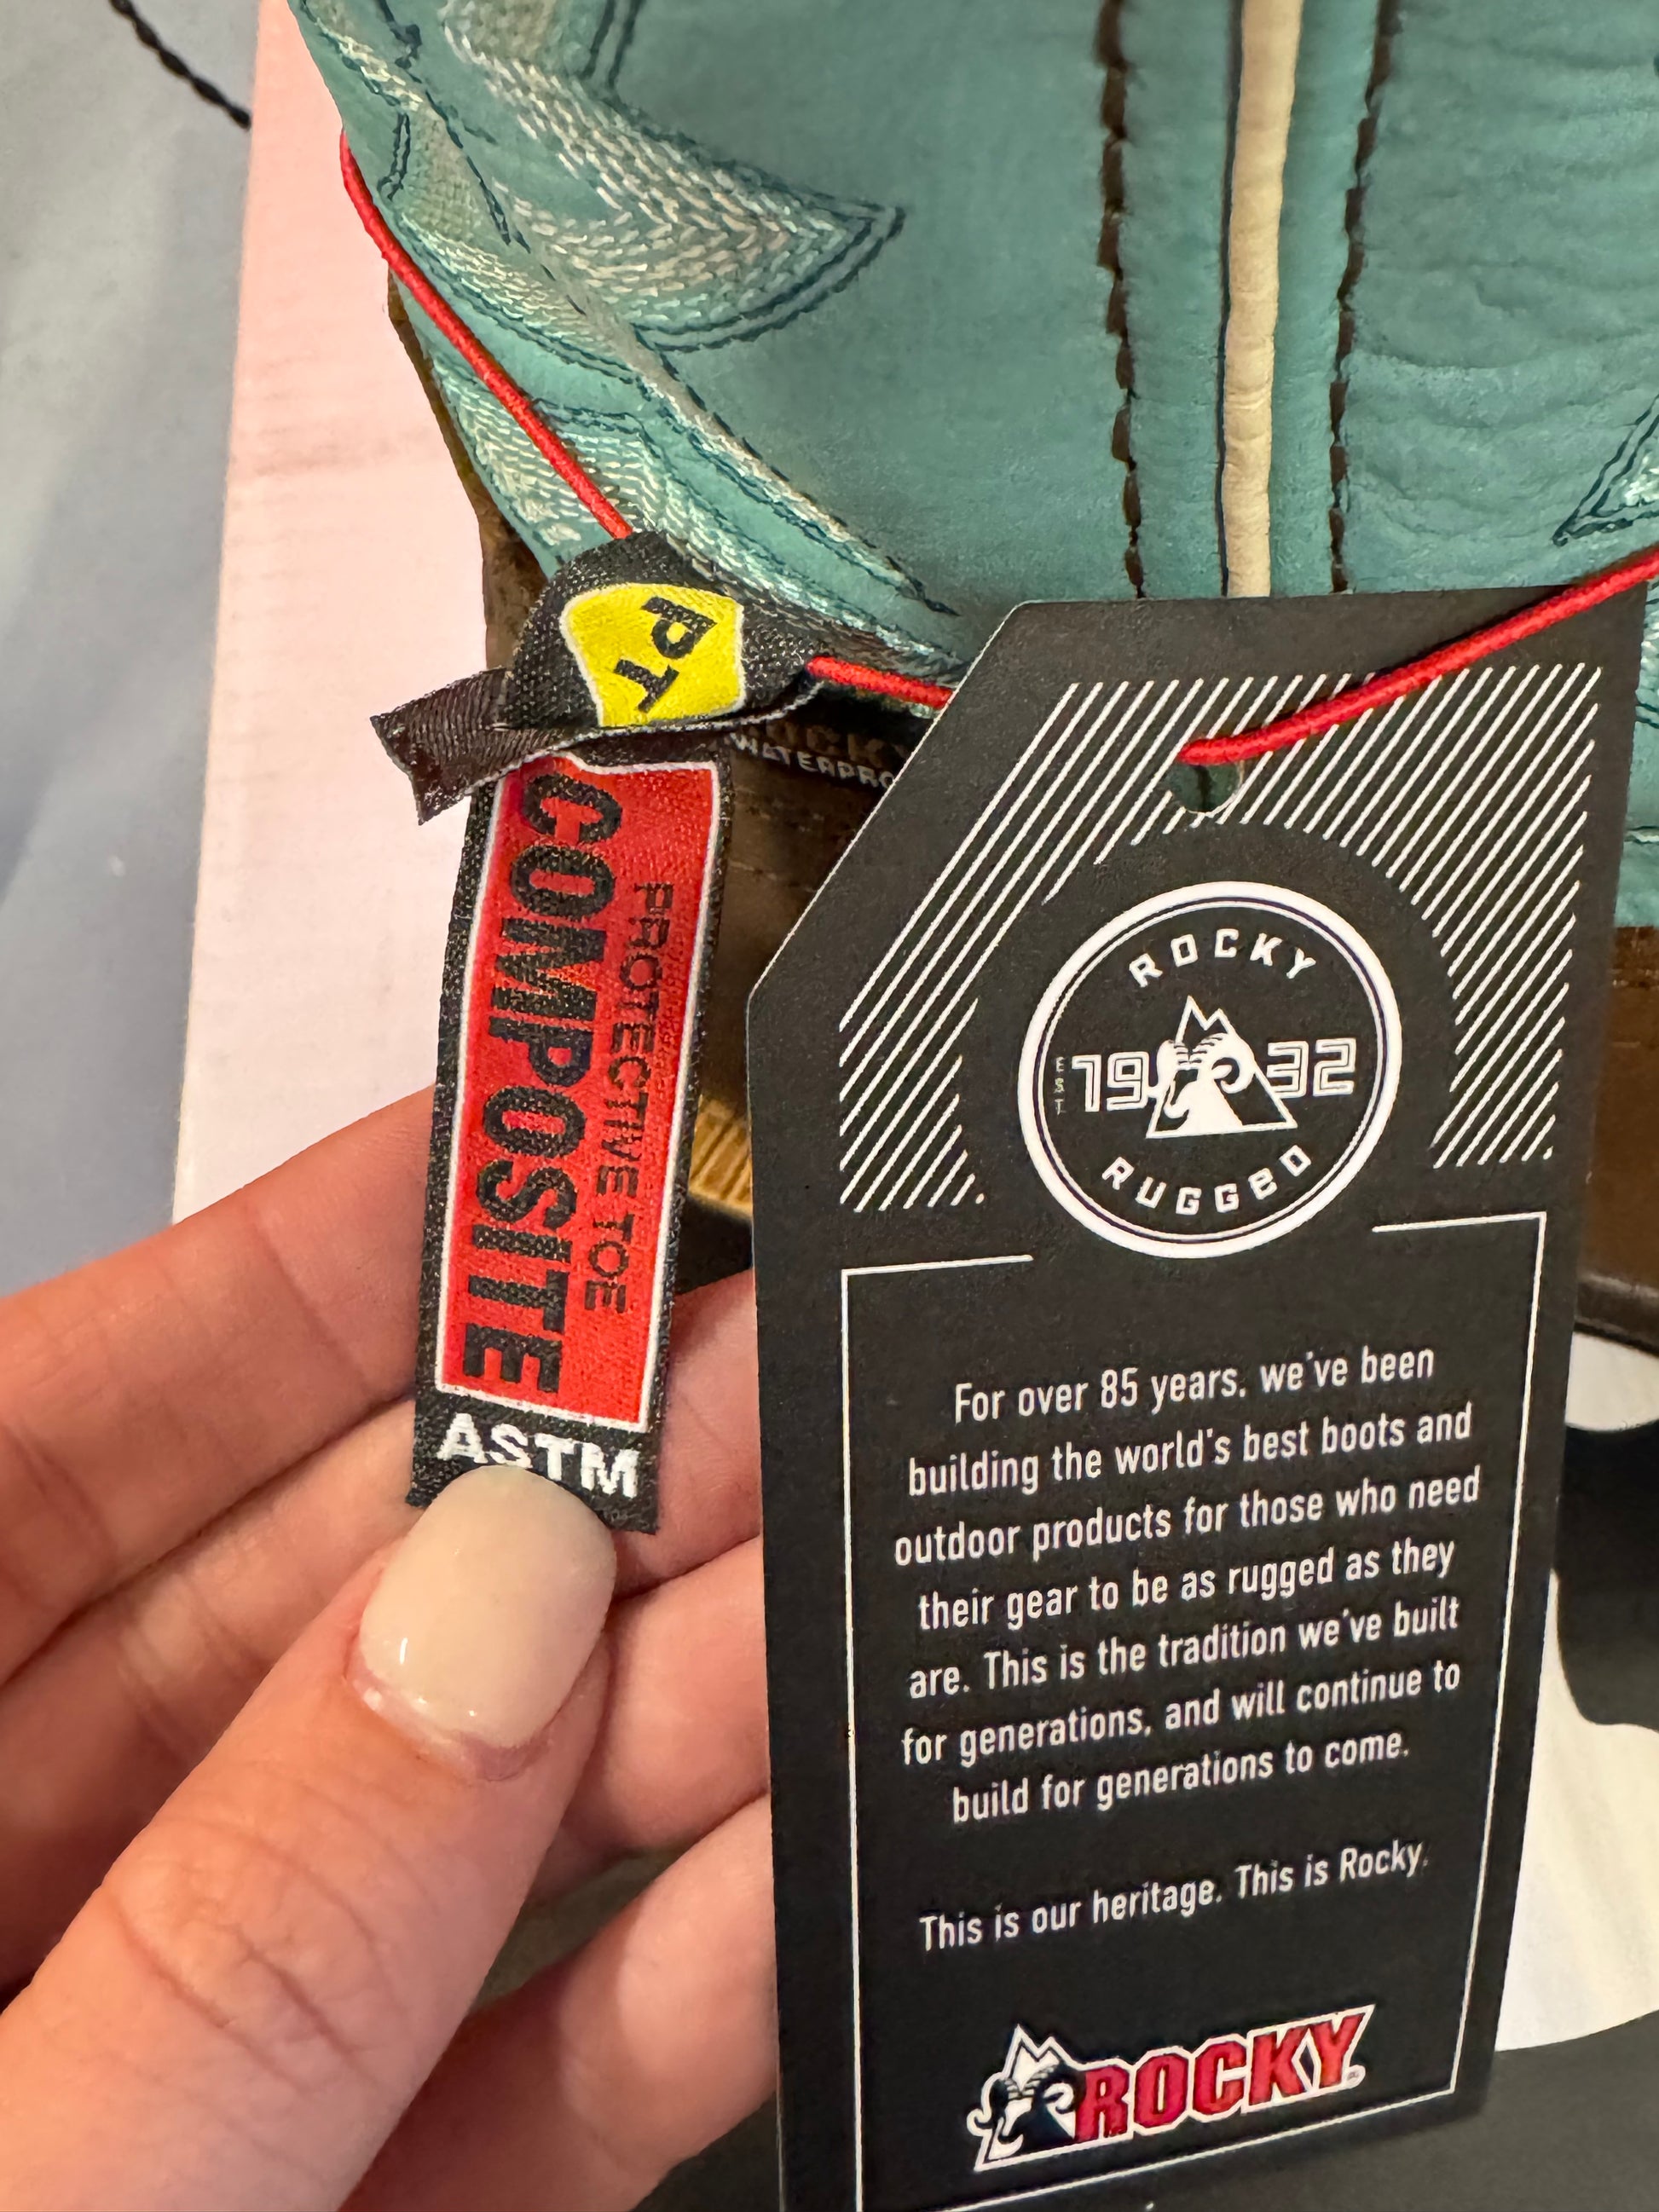 PT
PROTECTIVE TOE
COMPOSITE
ASTM
ROCKY
EST
1932
RUGGED
For over 85 years, we've been
building the world's best boots and
outdoor products for those who need
their gear to be as rugged as they
are. This is the tradition we've built
for generations, and will continue to
build for generations to come.
This is our heritage. This is Rocky.
ROCKY